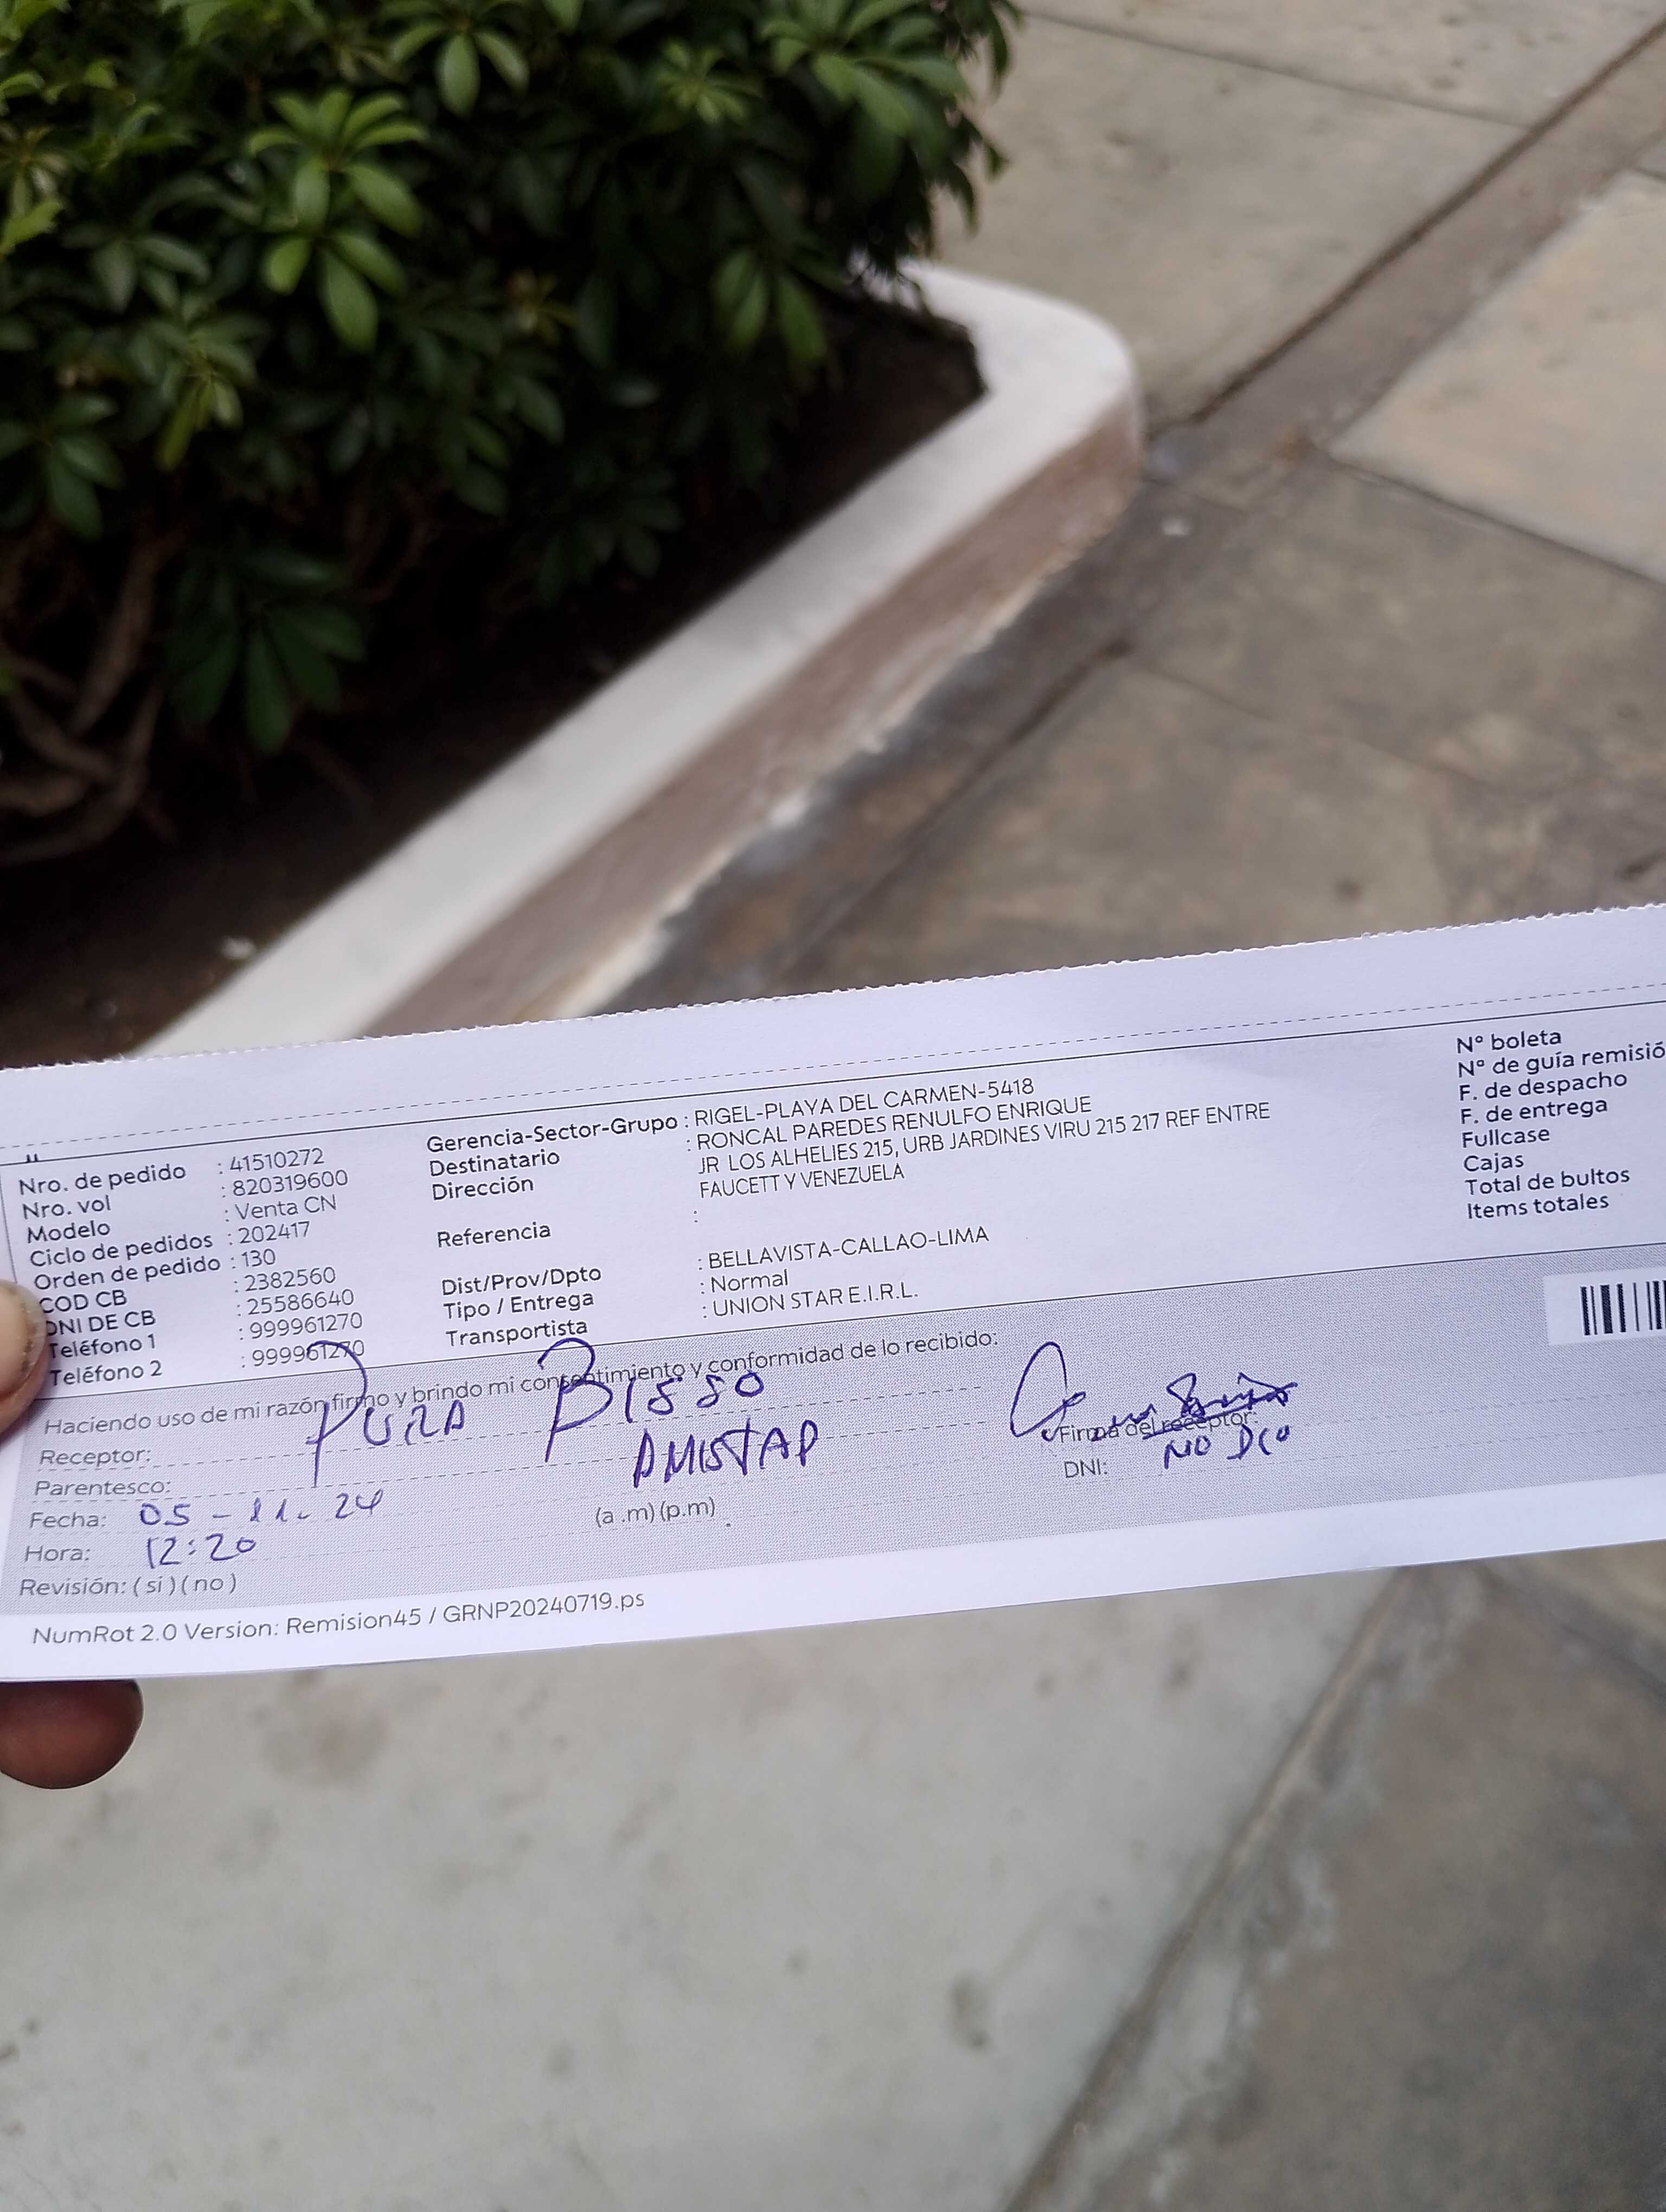 Nro. de pedido : 41510272
Nro. vol : 820319600
Modelo : Venta CN
Ciclo de pedidos : 202417
Orden de pedido : 130
COD CB : 2382560
DNI DE CB : 25586640
Teléfono 1 : 999961270
Teléfono 2 : 999961270
Gerencia-Sector-Grupo : RIGEL-PLAYA DEL CARMEN-5418
Destinatario : RONCAL PAREDES RENULFO ENRIQUE
Dirección JR LOS ALHELIES 215, URB JARDINES VIRU 215 217 REF ENTRE
FAUCETT Y VENEZUELA
Referencia :
Dist/Prov/Dpto : BELLAVISTA-CALLAO-LIMA
Tipo / Entrega : Normal
Transportista : UNION STAR E.I.R.L.
N° boleta
N° de guía remisió
F. de despacho
F. de entrega
Fullcase
Cajas
Total de bultos
Items totales
Haciendo uso de mi razón firmo y brindo mi consentimiento y conformidad de lo recibido:
Receptor: PURA BISSO
Parentesco: AMISTAD
Firma del receptor:
DNI: NO DIO
Fecha: 05-11-24
Hora: 12:20 (a .m) (p.m)
Revisión: ( si ) ( no )
NumRot 2.0 Version: Remision45 / GRNP20240719.ps